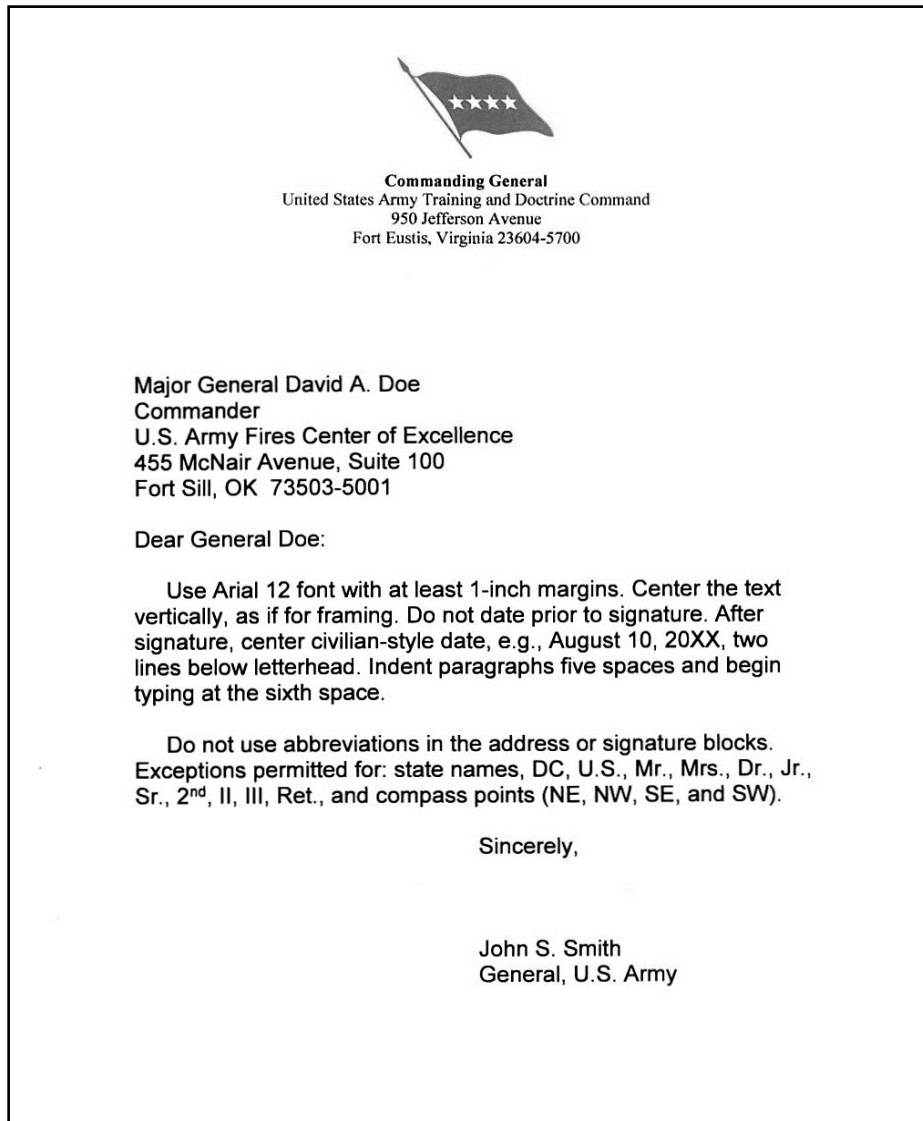 Commanding General
United States Army Training and Doctrine Command
950 Jefferson Avenue
Fort Eustis, Virginia 23604-5700
Major General David A. Doe
Commander
U.S. Army Fires Center of Excellence
455 McNair Avenue, Suite 100
Fort Sill, OK  73503-5001
Dear General Doe:
Use Arial 12 font with at least 1-inch margins. Center the text
vertically, as if for framing. Do not date prior to signature. After
signature, center civilian-style date, e.g., August 10, 20XX, two
lines below letterhead. Indent paragraphs five spaces and begin
typing at the sixth space.
Do not use abbreviations in the address or signature blocks.
Exceptions permitted for: state names, DC, U.S., Mr., Mrs., Dr., Jr.,
Sr., 2nd, II, III, Ret., and compass points (NE, NW, SE, and SW).
Sincerely,
John S. Smith
General, U.S. Army